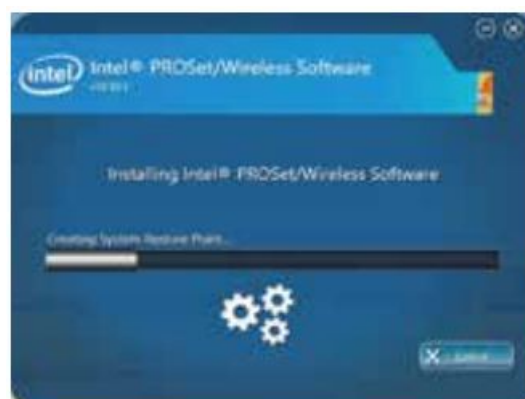 intel
Intel® PROSet/Wireless Software
Installing Intel® PROSet/Wireless Software
Creating System Restore Point...